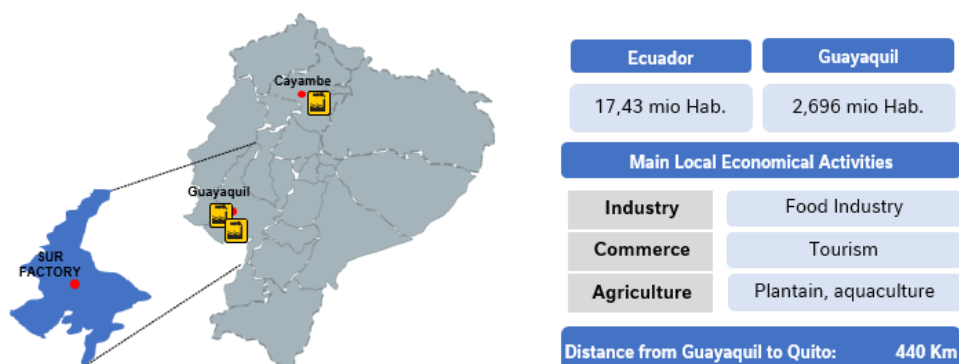 Cayambe
Guayaquil
SUR
FACTORY
Ecuador
Guayaquil
17,43 mio Hab.
2,696 mio Hab.
Main Local Economical Activities
Industry
Food Industry
Commerce
Tourism
Agriculture
Plantain, aquaculture
Distance from Guayaquil to Quito: 440 Km